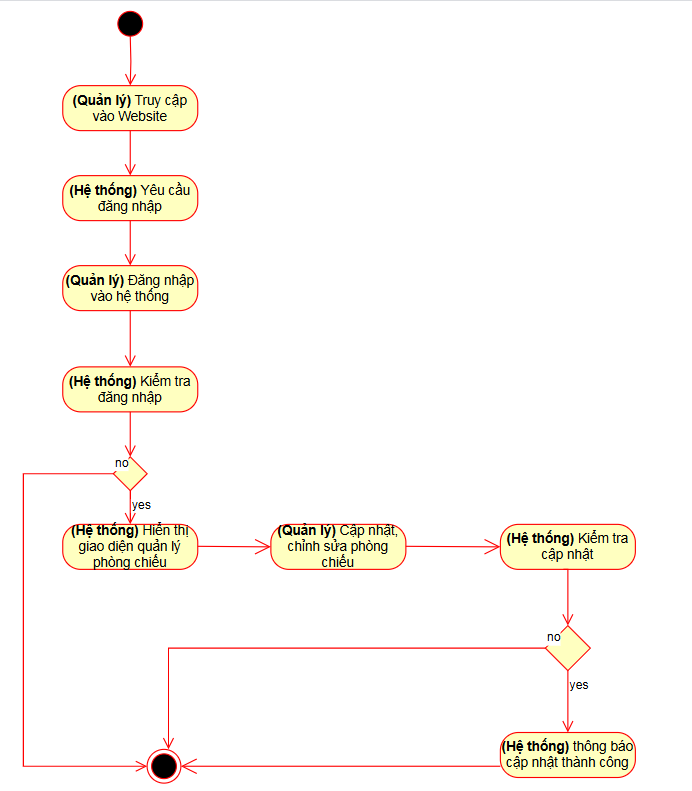 (Quản lý) Truy cập
vào Website
(Hệ thống) Yêu cầu
đăng nhập
(Quản lý) Đăng nhập
vào hệ thống
(Hệ thống) Kiểm tra
đăng nhập
no
yes
(Hệ thống) Hiển thị
giao diện quản lý
phòng chiếu
(Quản lý) Cập nhật,
chỉnh sửa phòng
chiếu
(Hệ thống) Kiểm tra
cập nhật
no
yes
(Hệ thống) thông báo
cập nhật thành công